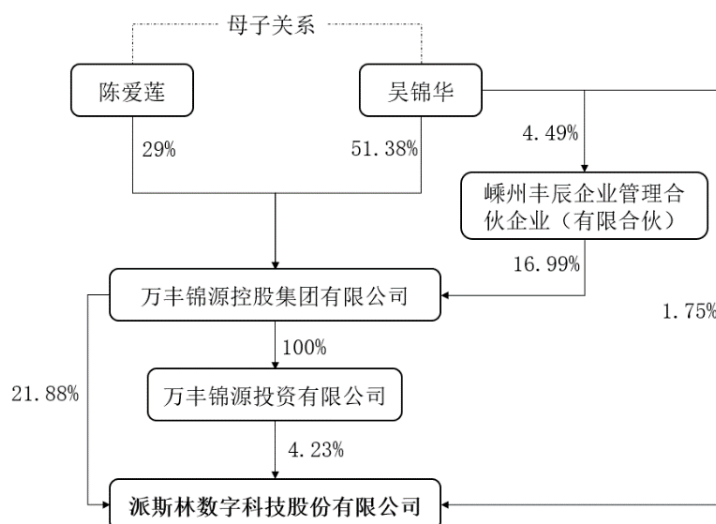 母子关系
陈爱莲
吴锦华
29%
51.38%
4.49%
嵊州丰辰企业管理合
伙企业（有限合伙）
16.99%
万丰锦源控股集团有限公司
1.75%
100%
21.88%
万丰锦源投资有限公司
4.23%
派斯林数字科技股份有限公司